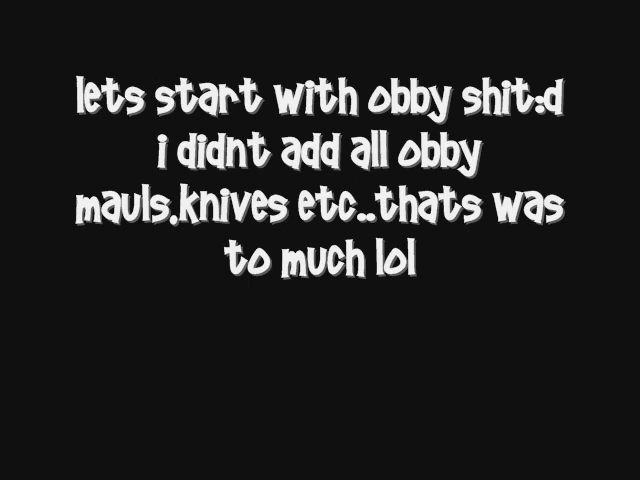 lets start with obby shit:d
i didnt add all obby
mauls,knives etc..thats was
to much lol